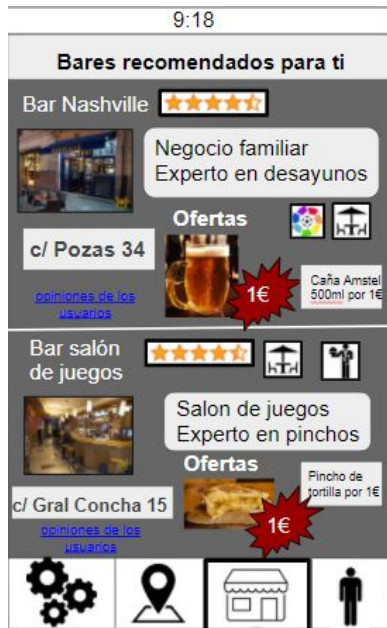 9:18
Bares recomendados para ti
Bar Nashville
Negocio familiar
Experto en desayunos
Ofertas
c/ Pozas 34
1€
Caña Amstel
500ml por 1€
opiniones de los
usuarios
Bar salón
de juegos
Salon de juegos
Experto en pinchos
Ofertas
Pincho de
tortilla por 1€
c/ Gral Concha 15
1€
opiniones de los
usuarios